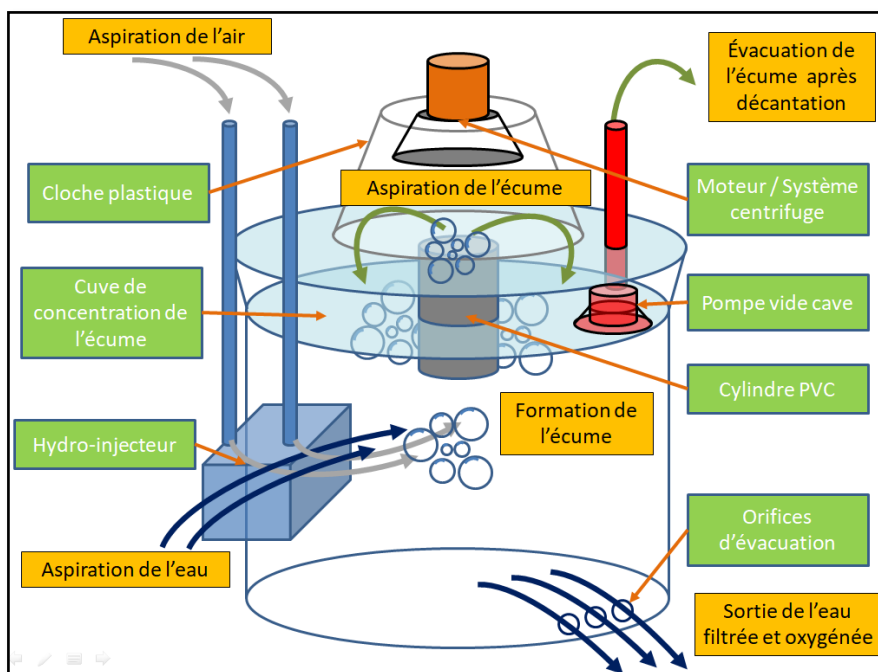 Aspiration de l'air
Évacuation de
l'écume après
décantation
Cloche plastique
Aspiration de l'écume
Moteur / Système
centrifuge
Cuve de
concentration de
l'écume
Pompe vide cave
Cylindre PVC
Formation de
l'écume
Hydro-injecteur
Orifices
d'évacuation
Aspiration de l'eau
Sortie de l'eau
filtrée et oxygénée